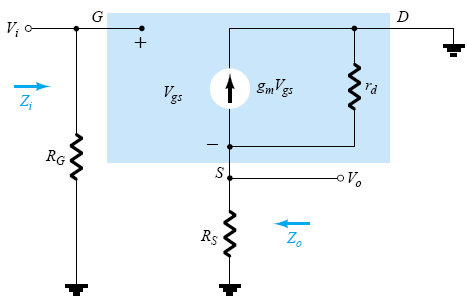 G
D
V_i
+
Z_i
V_gs
g_mV_gs
r_d
R_G
−
S
V_o
R_S
Z_o